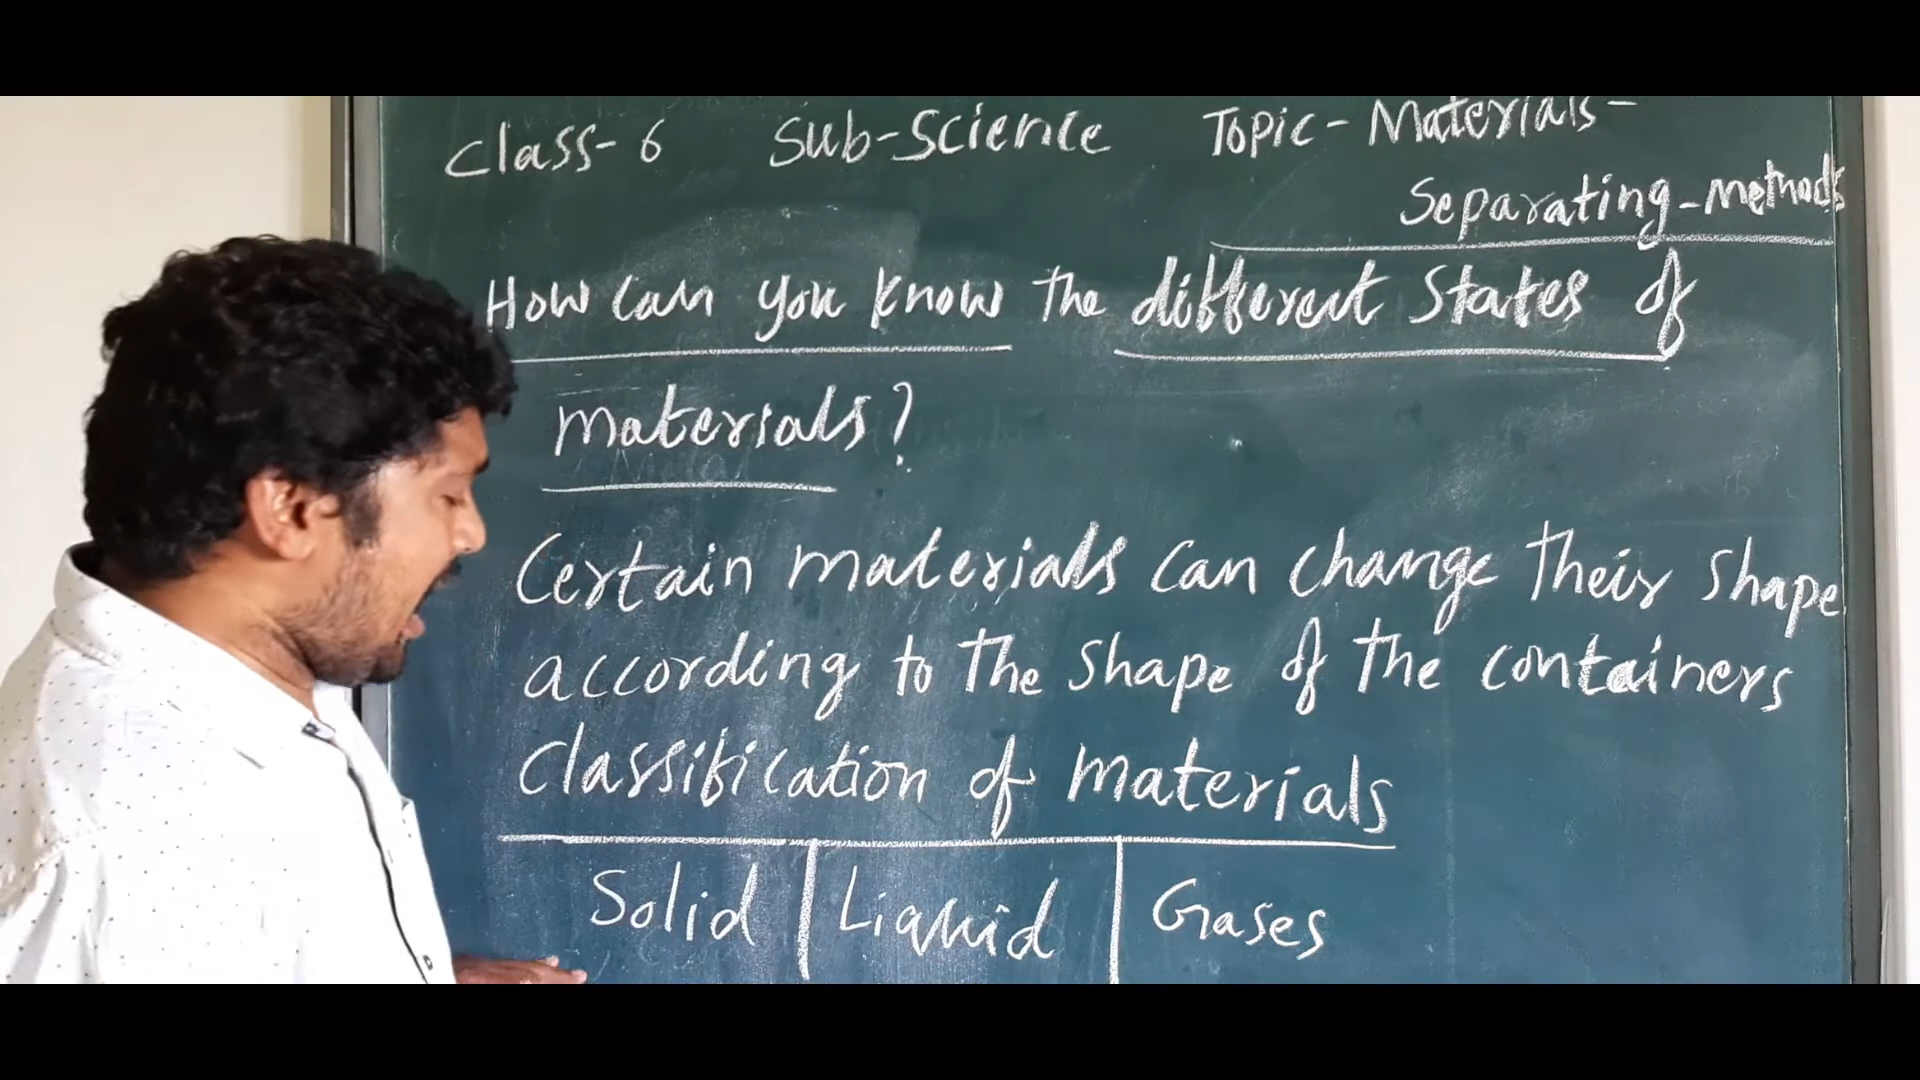 Class-6 Sub-Science Topic-Materials-
Separating-Methods
How Can you know the different States of
materials?
Certain materials can change their shape
according to the shape of the containers
Classification of materials
Solid Liquid Gases